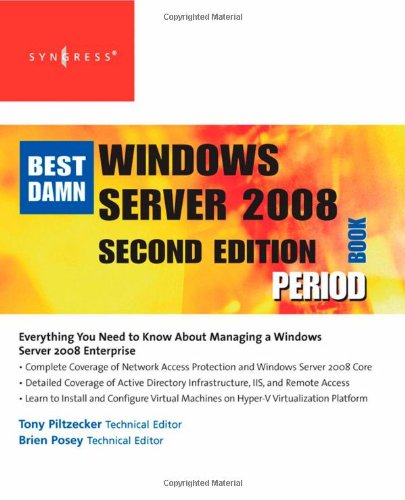 Copyrighted Material
SYNGRESS®
BEST
DAMN
WINDOWS
SERVER 2008
SECOND EDITION
BOOK
PERIOD
Everything You Need to Know About Managing a Windows
Server 2008 Enterprise
• Complete Coverage of Network Access Protection and Windows Server 2008 Core
• Detailed Coverage of Active Directory Infrastructure, IIS, and Remote Access
• Learn to Install and Configure Virtual Machines on Hyper-V Virtualization Platform
Tony Piltzecker Technical Editor
Brien Posey Technical Editor
Copyrighted Material